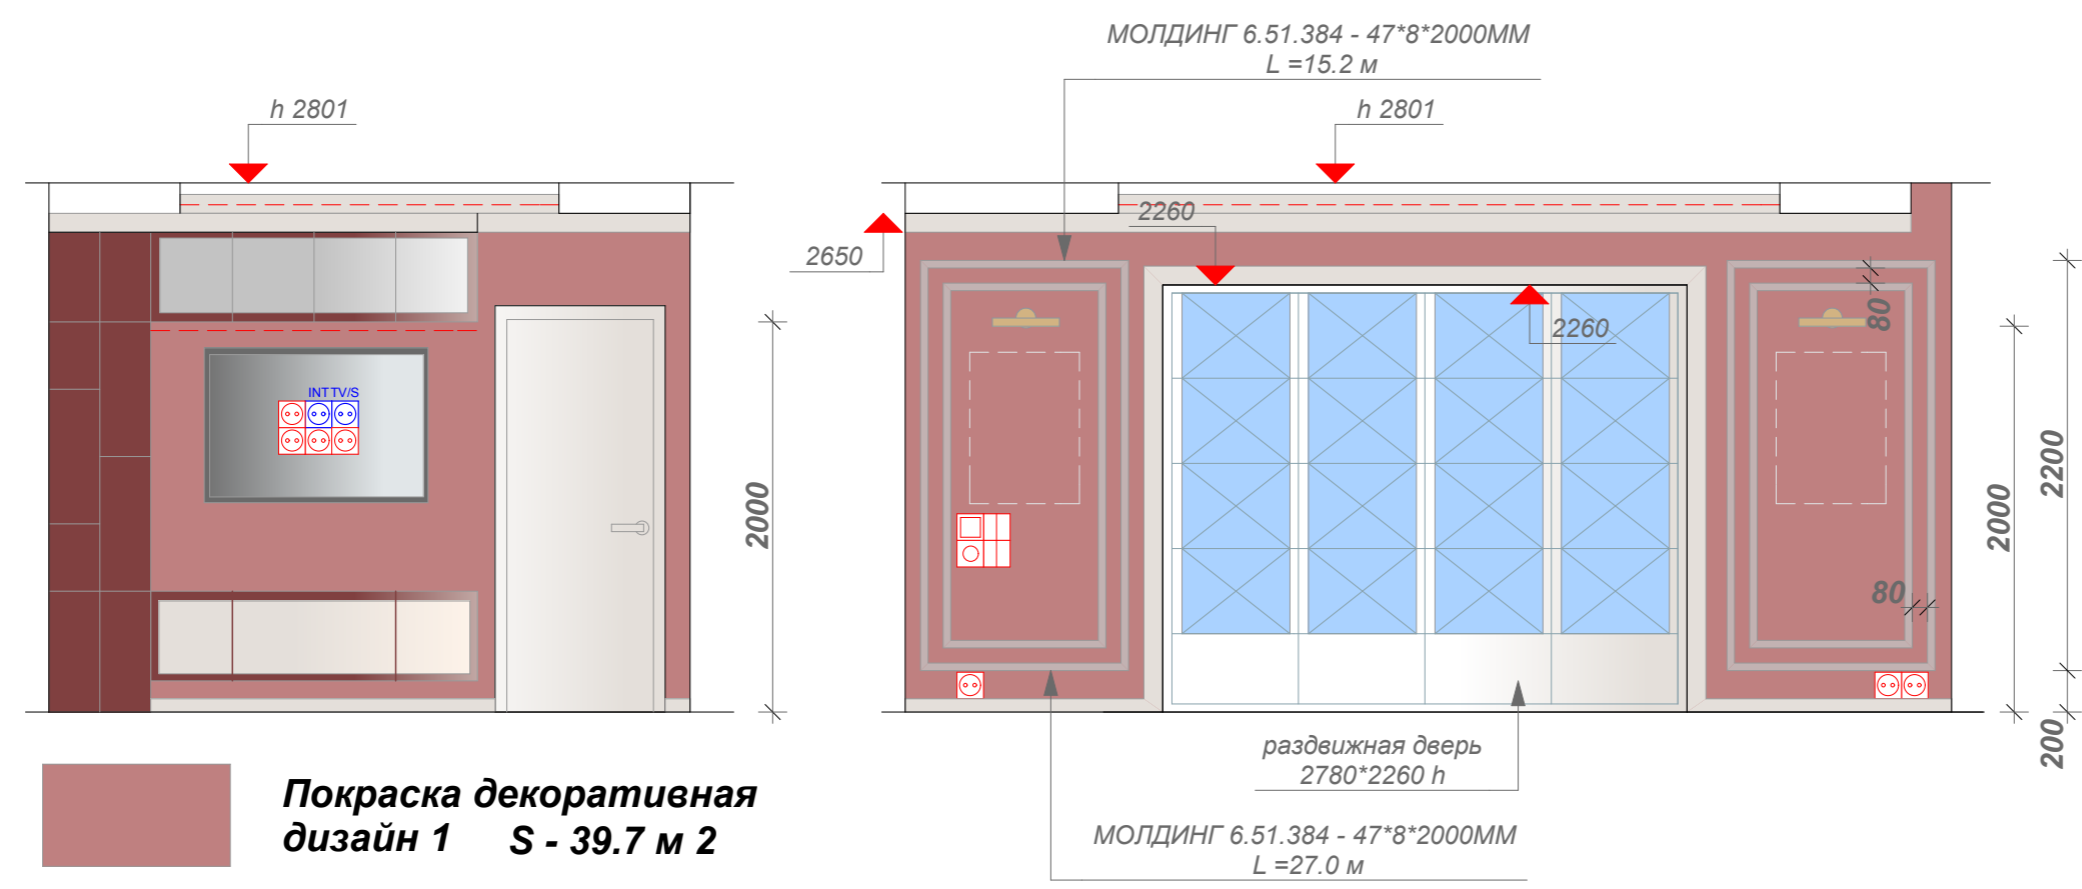 МОЛДИНГ 6.51.384 - 47*8*2000ММ
L =15.2 м
h 2801
h 2801
2260
2650
80
2260
INT TV/S
2000
2200
2000
80
200
раздвижная дверь
2780*2260 h
Покраска декоративная
дизайн 1 S - 39.7 м 2
МОЛДИНГ 6.51.384 - 47*8*2000ММ
L =27.0 м